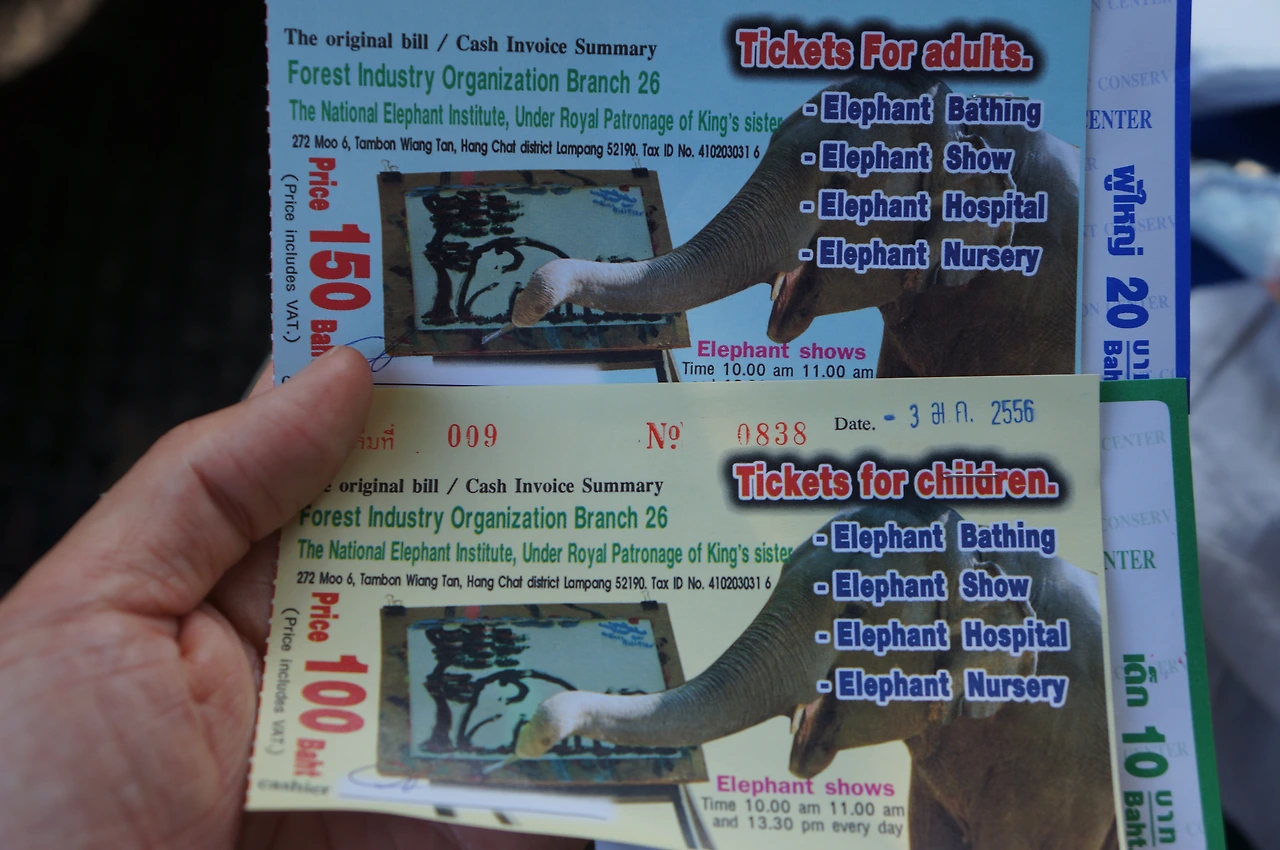 The original bill / Cash Invoice Summary
Forest Industry Organization Branch 26
The National Elephant Institute, Under Royal Patronage of King's sister
272 Moo 6, Tambon Wiang Tan, Hang Chat district Lampang 52190. Tax ID No. 410203031 6
Price 150 Baht
(Price includes VAT.)
Tickets For adults.
- Elephant Bathing
- Elephant Show
- Elephant Hospital
- Elephant Nursery
Elephant shows
Time 10.00 am 11.00 am
CONSERV
CENTER
ผู้ใหญ่ 20 บาท
Baht
009
Nº 0838
Date. - 3 ม.ค. 2556
original bill / Cash Invoice Summary
Forest Industry Organization Branch 26
The National Elephant Institute, Under Royal Patronage of King's sister
272 Moo 6, Tambon Wiang Tan, Hang Chat district Lampang 52190. Tax ID No. 410203031 6
Price 100 Baht
(Price includes VAT.)
cashier
Tickets for children.
- Elephant Bathing
- Elephant Show
- Elephant Hospital
- Elephant Nursery
Elephant shows
Time 10.00 am 11.00 am
and 13.30 pm every day
CENTER
CONSERV
NTER
เด็ก 10 บาท
Baht